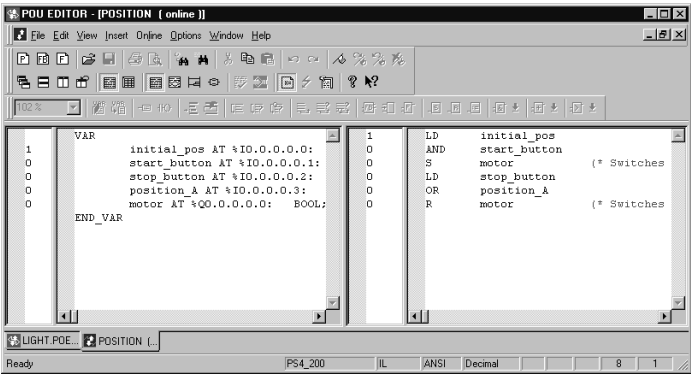 POU EDITOR - [POSITION ( online )]
File Edit View Insert Online Options Window Help
102 %
VAR
1 initial_pos AT %I0.0.0.0.0:
0 start_button AT %I0.0.0.0.1:
0 stop_button AT %I0.0.0.0.2:
0 position_A AT %I0.0.0.0.3:
0 motor AT %Q0.0.0.0.0: BOOL;
END_VAR
1 LD initial_pos
0 AND start_button
0 S motor (* Switches
0 LD stop_button
0 OR position_A
0 R motor (* Switches
LIGHT.POE... POSITION (...
Ready PS4_200 IL ANSI Decimal 8 1